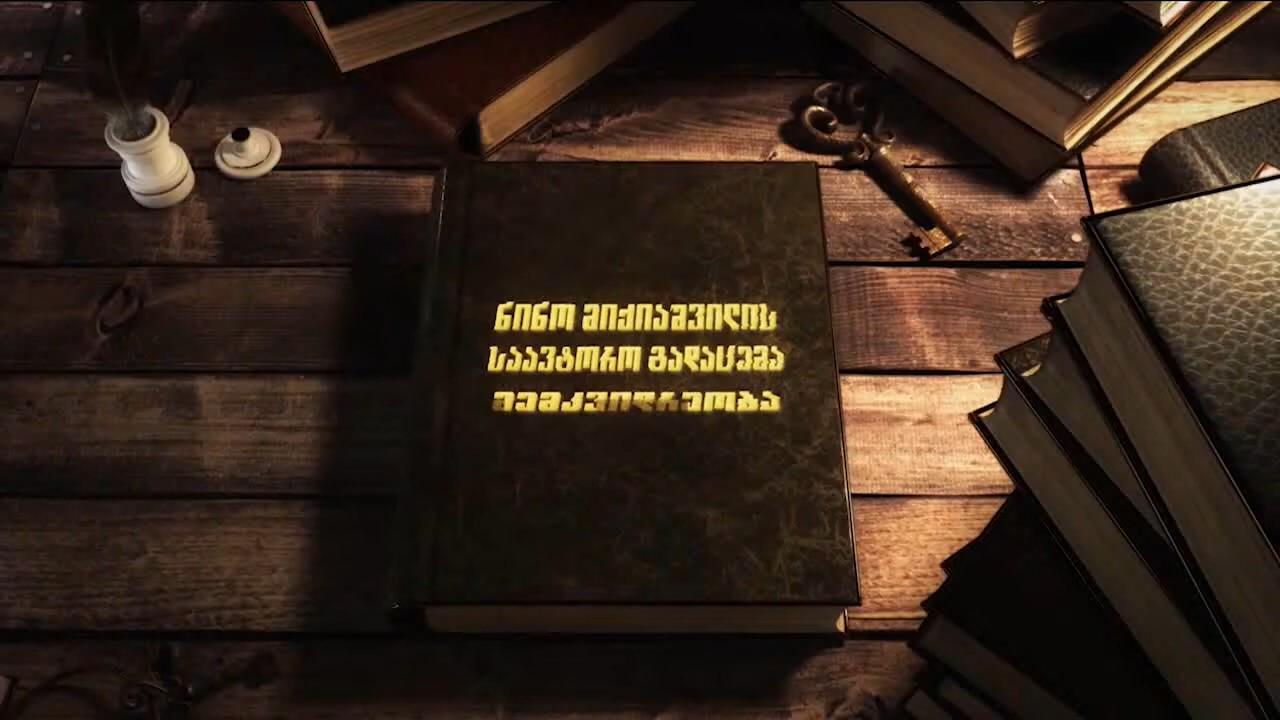 ნინო მიქიაშვილის
საავტორო გადაცემა
მემკვიდრეობა